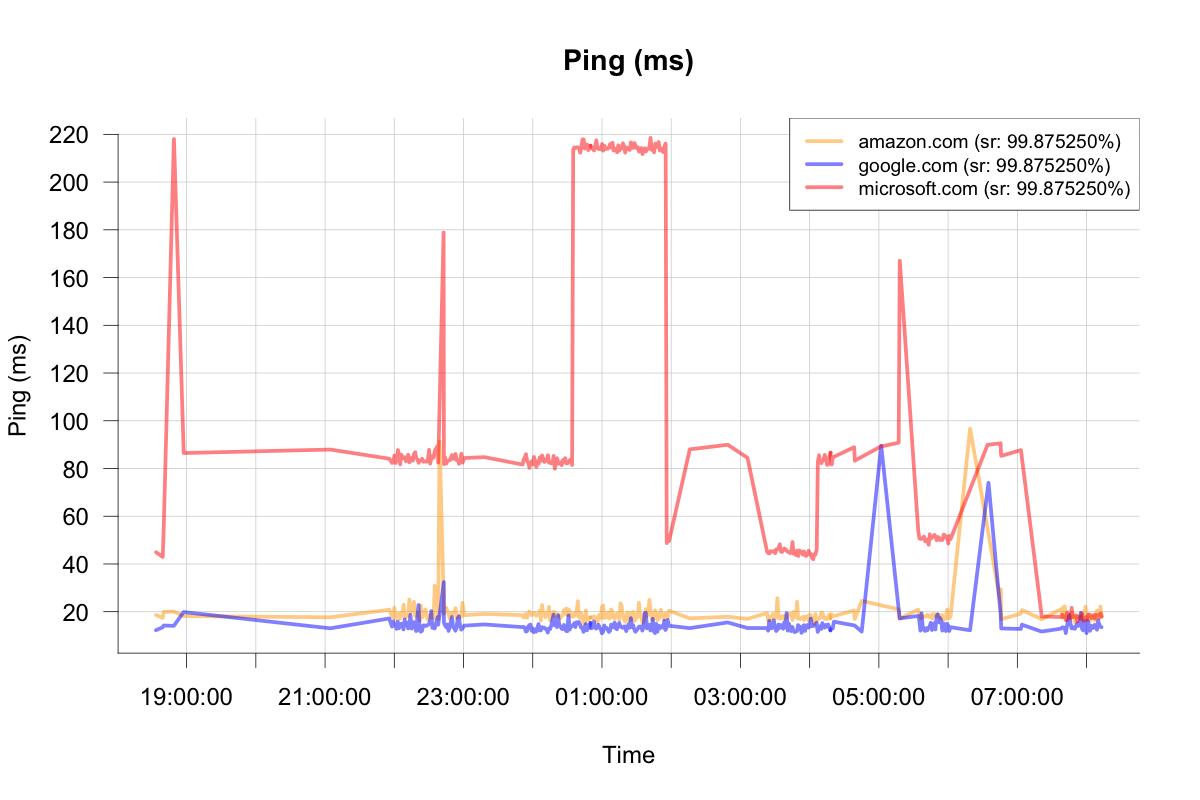 Ping (ms)
amazon.com (sr: 99.875250%)
google.com (sr: 99.875250%)
microsoft.com (sr: 99.875250%)
Ping (ms)
220
200
180
160
140
120
100
80
60
40
20
19:00:00 21:00:00 23:00:00 01:00:00 03:00:00 05:00:00 07:00:00
Time